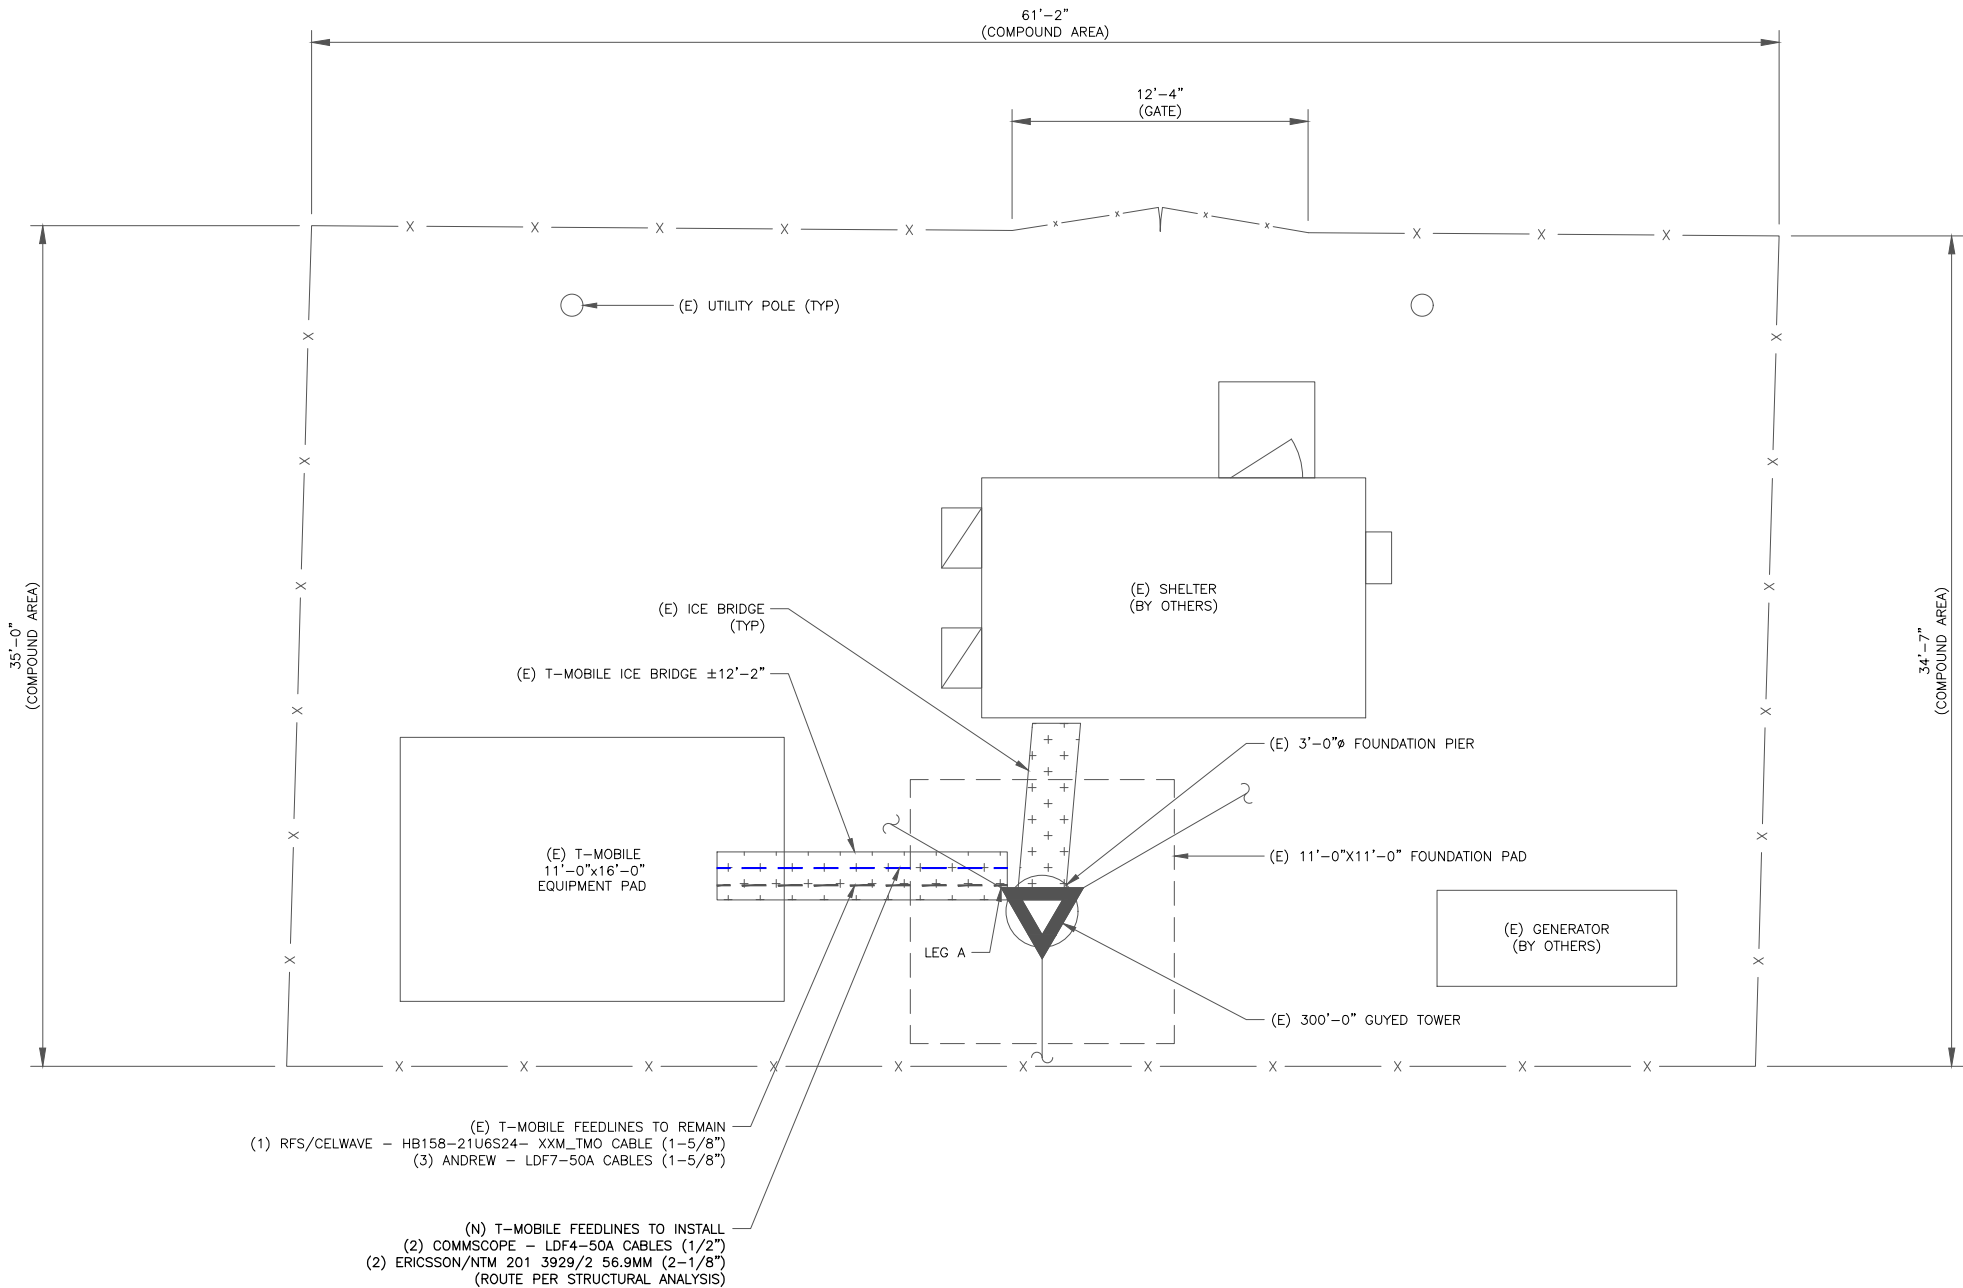 61'-2"
(COMPOUND AREA)
12'-4"
(GATE)
(E) UTILITY POLE (TYP)
35'-0"
(COMPOUND AREA)
34'-7"
(COMPOUND AREA)
(E) SHELTER
(BY OTHERS)
(E) ICE BRIDGE
(TYP)
(E) T-MOBILE ICE BRIDGE ±12'-2"
(E) 3'-0"ø FOUNDATION PIER
(E) T-MOBILE
11'-0"x16'-0"
EQUIPMENT PAD
(E) 11'-0"X11'-0" FOUNDATION PAD
LEG A
(E) GENERATOR
(BY OTHERS)
(E) 300'-0" GUYED TOWER
(E) T-MOBILE FEEDLINES TO REMAIN
(1) RFS/CELWAVE - HB158-21U6S24- XXM_TMO CABLE (1-5/8")
(3) ANDREW - LDF7-50A CABLES (1-5/8")
(N) T-MOBILE FEEDLINES TO INSTALL
(2) COMMSCOPE - LDF4-50A CABLES (1/2")
(2) ERICSSON/NTM 201 3929/2 56.9MM (2-1/8")
(ROUTE PER STRUCTURAL ANALYSIS)